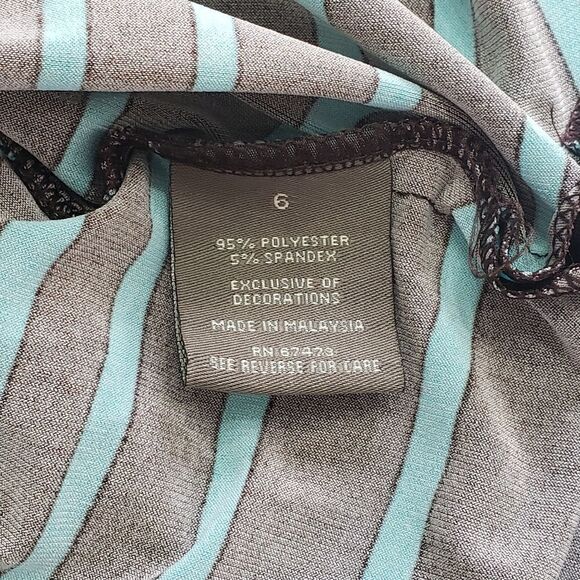 6
95% POLYESTER
5% SPANDEX
EXCLUSIVE OF
DECORATIONS
MADE IN MALAYSIA
RN 67479
SEE REVERSE FOR CARE